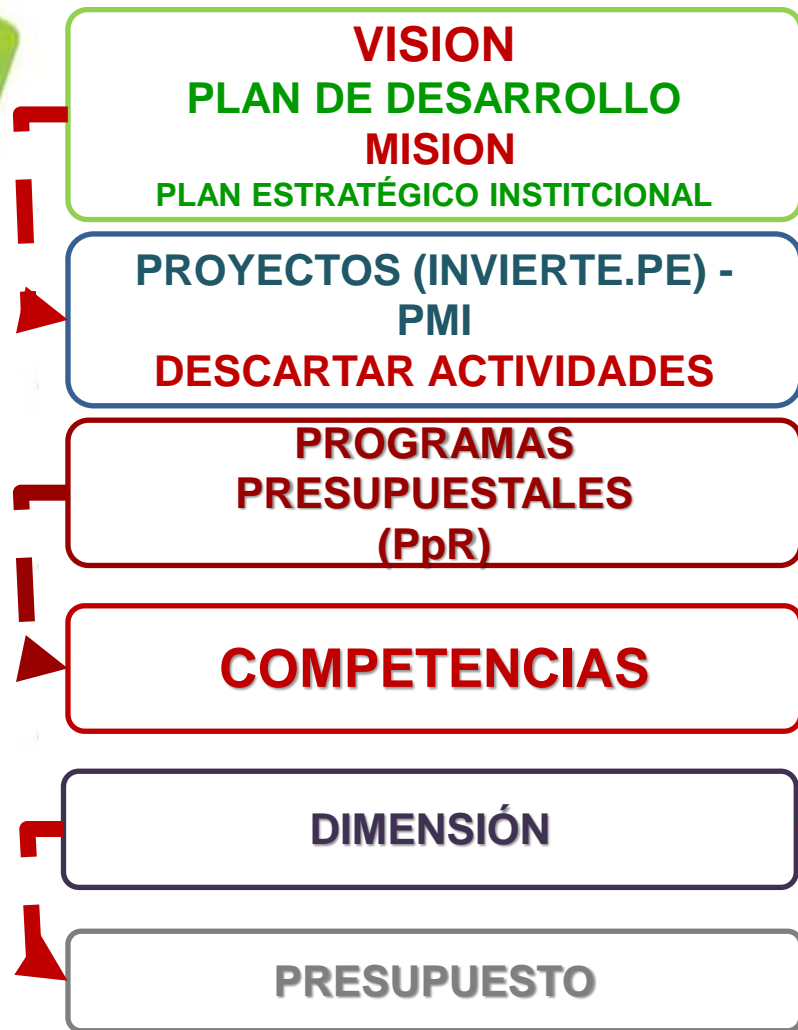 VISION
PLAN DE DESARROLLO
MISION
PLAN ESTRATÉGICO INSTITCIONAL
PROYECTOS (INVIERTE.PE) -
PMI
DESCARTAR ACTIVIDADES
PROGRAMAS
PRESUPUESTALES
(PpR)
COMPETENCIAS
DIMENSIÓN
PRESUPUESTO